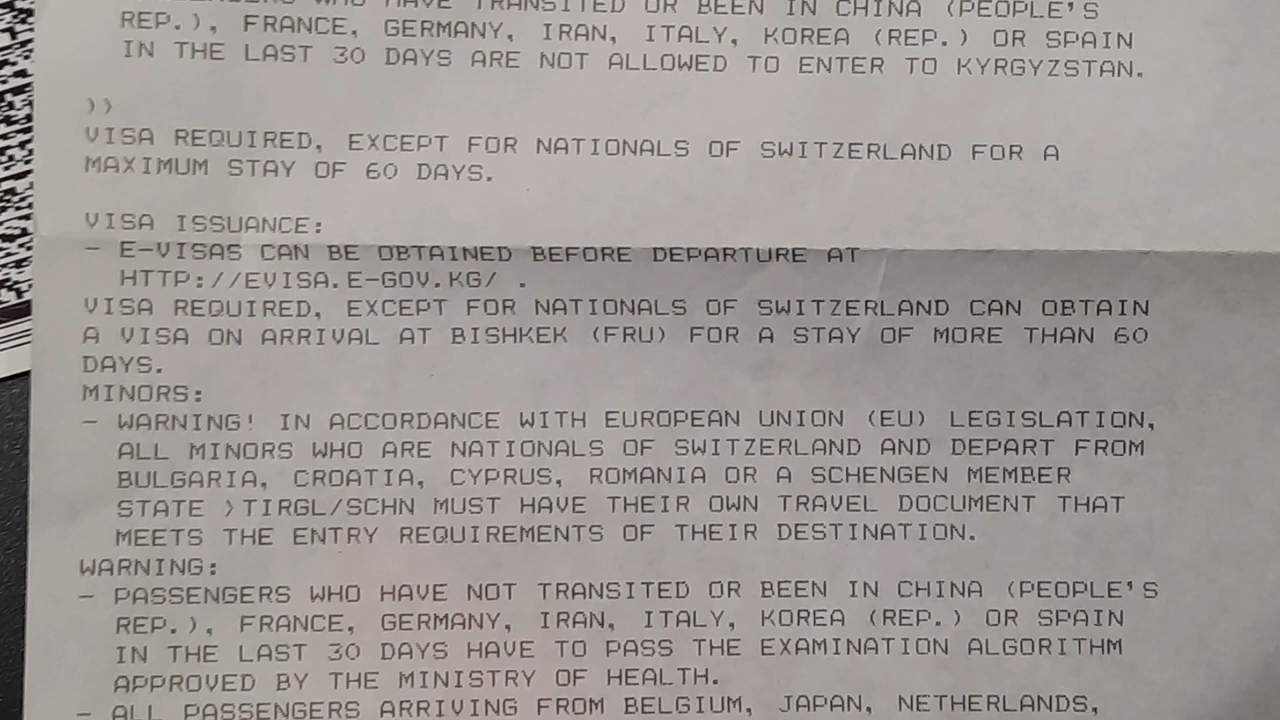 WHO HAVE TRANSITED OR BEEN IN CHINA (PEOPLE'S
REP.), FRANCE, GERMANY, IRAN, ITALY, KOREA (REP.) OR SPAIN
IN THE LAST 30 DAYS ARE NOT ALLOWED TO ENTER TO KYRGYZSTAN.
))
VISA REQUIRED, EXCEPT FOR NATIONALS OF SWITZERLAND FOR A
MAXIMUM STAY OF 60 DAYS.
VISA ISSUANCE:
- E-VISAS CAN BE OBTAINED BEFORE DEPARTURE AT
HTTP://EVISA.E-GOV.KG/ .
VISA REQUIRED, EXCEPT FOR NATIONALS OF SWITZERLAND CAN OBTAIN
A VISA ON ARRIVAL AT BISHKEK (FRU) FOR A STAY OF MORE THAN 60
DAYS.
MINORS:
- WARNING! IN ACCORDANCE WITH EUROPEAN UNION (EU) LEGISLATION,
ALL MINORS WHO ARE NATIONALS OF SWITZERLAND AND DEPART FROM
BULGARIA, CROATIA, CYPRUS, ROMANIA OR A SCHENGEN MEMBER
STATE >TIRGL/SCHN MUST HAVE THEIR OWN TRAVEL DOCUMENT THAT
MEETS THE ENTRY REQUIREMENTS OF THEIR DESTINATION.
WARNING:
- PASSENGERS WHO HAVE NOT TRANSITED OR BEEN IN CHINA (PEOPLE'S
REP.), FRANCE, GERMANY, IRAN, ITALY, KOREA (REP.) OR SPAIN
IN THE LAST 30 DAYS HAVE TO PASS THE EXAMINATION ALGORITHM
APPROVED BY THE MINISTRY OF HEALTH.
- ALL PASSENGERS ARRIVING FROM BELGIUM, JAPAN, NETHERLANDS,